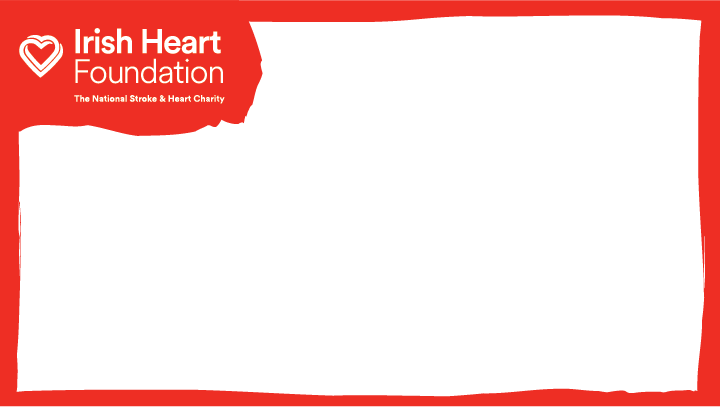 Irish Heart
Foundation
The National Stroke & Heart Charity